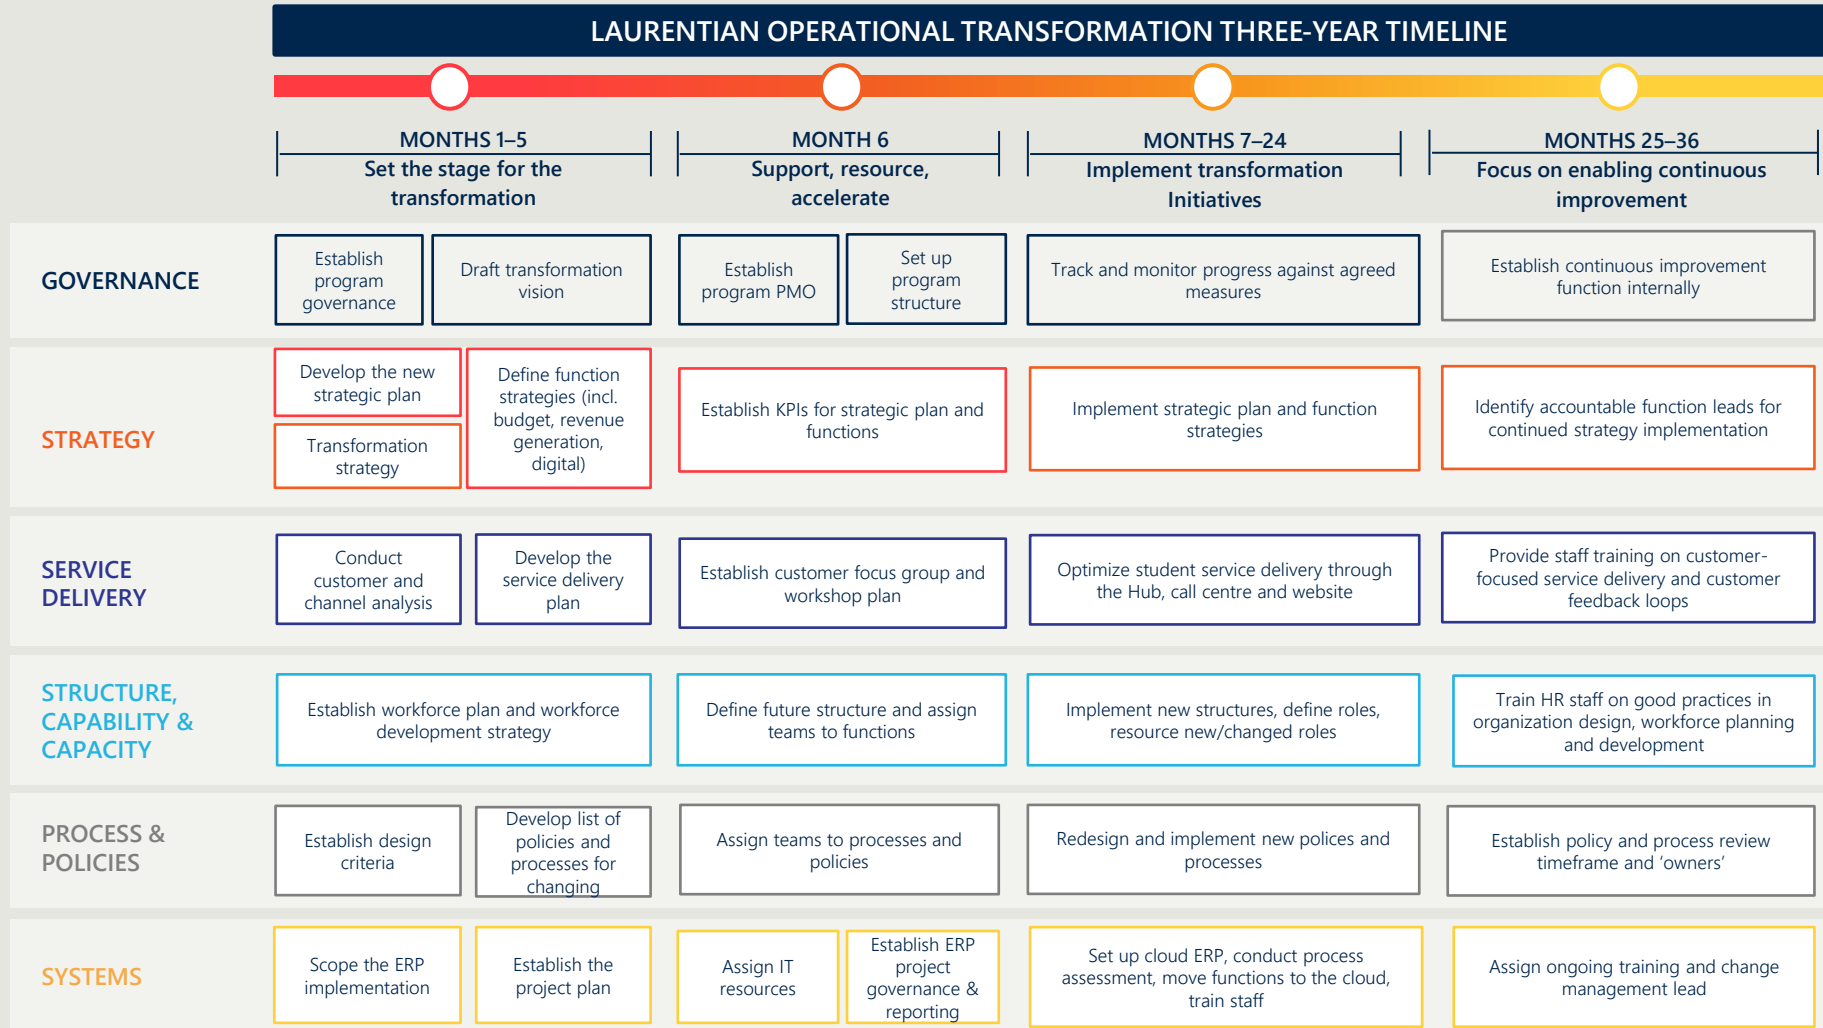 LAURENTIAN OPERATIONAL TRANSFORMATION THREE-YEAR TIMELINE
MONTHS 1–5
Set the stage for the
transformation
MONTH 6
Support, resource,
accelerate
MONTHS 7–24
Implement transformation
Initiatives
MONTHS 25–36
Focus on enabling continuous
improvement
GOVERNANCE
Establish
program
governance
Draft transformation
vision
Establish
program PMO
Set up
program
structure
Track and monitor progress against agreed
measures
Establish continuous improvement
function internally
STRATEGY
Develop the new
strategic plan
Transformation
strategy
Define function
strategies (incl.
budget, revenue
generation,
digital)
Establish KPIs for strategic plan and
functions
Implement strategic plan and function
strategies
Identify accountable function leads for
continued strategy implementation
SERVICE
DELIVERY
Conduct
customer and
channel analysis
Develop the
service delivery
plan
Establish customer focus group and
workshop plan
Optimize student service delivery through
the Hub, call centre and website
Provide staff training on customer-
focused service delivery and customer
feedback loops
STRUCTURE,
CAPABILITY &
CAPACITY
Establish workforce plan and workforce
development strategy
Define future structure and assign
teams to functions
Implement new structures, define roles,
resource new/changed roles
Train HR staff on good practices in
organization design, workforce planning
and development
PROCESS &
POLICIES
Establish design
criteria
Develop list of
policies and
processes for
changing
Assign teams to processes and
policies
Redesign and implement new polices and
processes
Establish policy and process review
timeframe and ‘owners’
SYSTEMS
Scope the ERP
implementation
Establish the
project plan
Assign IT
resources
Establish ERP
project
governance &
reporting
Set up cloud ERP, conduct process
assessment, move functions to the cloud,
train staff
Assign ongoing training and change
management lead